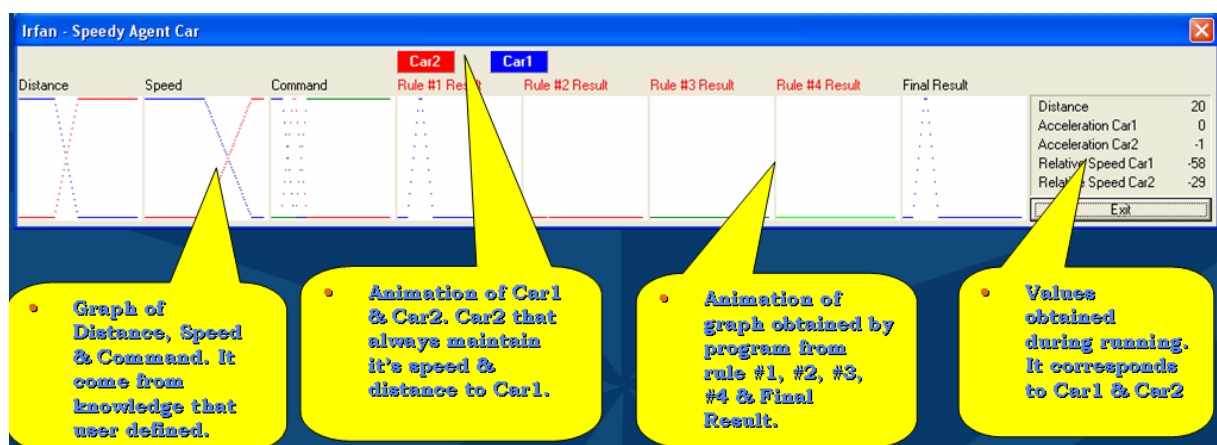 Irfan - Speedy Agent Car
Car2 Car1
Distance Speed Command Rule #1 Result Rule #2 Result Rule #3 Result Rule #4 Result Final Result
Distance 20
Acceleration Car1 0
Acceleration Car2 -1
Relative Speed Car1 -58
Relative Speed Car2 -29
Exit
• Graph of
Distance, Speed
& Command. It
come from
knowledge that
user defined.
• Animation of Car1
& Car2. Car2 that
always maintain
it's speed &
distance to Car1.
• Animation of
graph obtained by
program from
rule #1, #2, #3,
#4 & Final
Result.
• Values
obtained
during running.
It corresponds
to Car1 & Car2